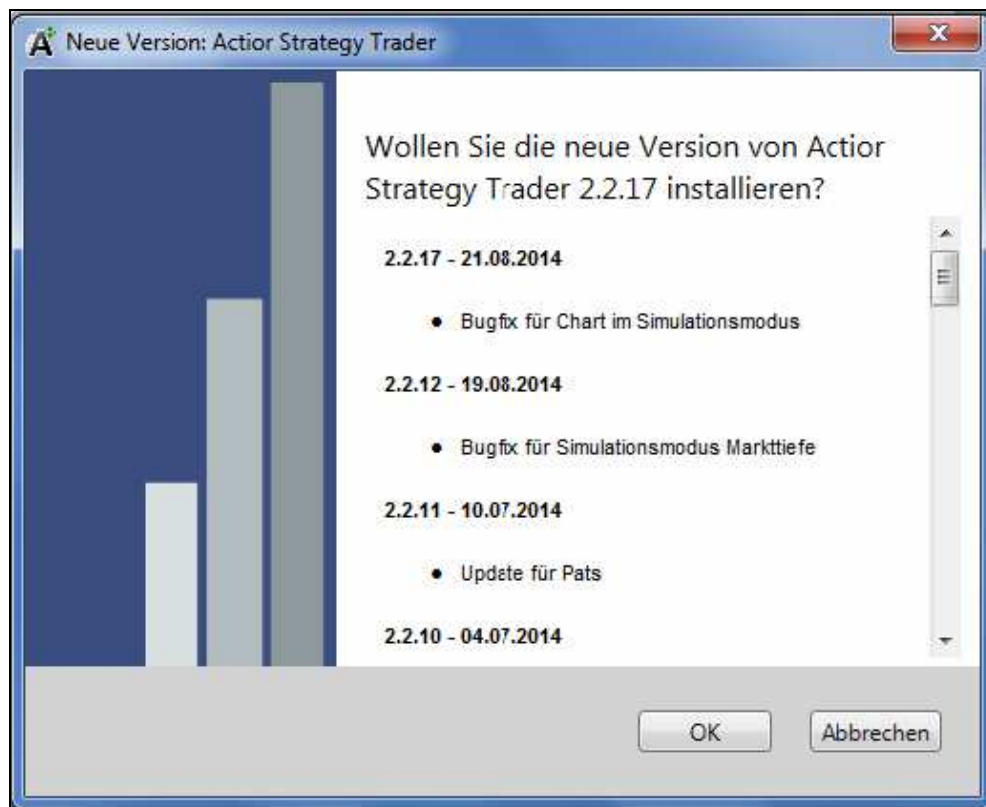 Neue Version: Actior Strategy Trader
Wollen Sie die neue Version von Actior
Strategy Trader 2.2.17 installieren?
2.2.17 - 21.08.2014
• Bugfix für Chart im Simulationsmodus
2.2.12 - 19.08.2014
• Bugfix für Simulationsmodus Markttiefe
2.2.11 - 10.07.2014
• Update für Pats
2.2.10 - 04.07.2014
OK
Abbrechen